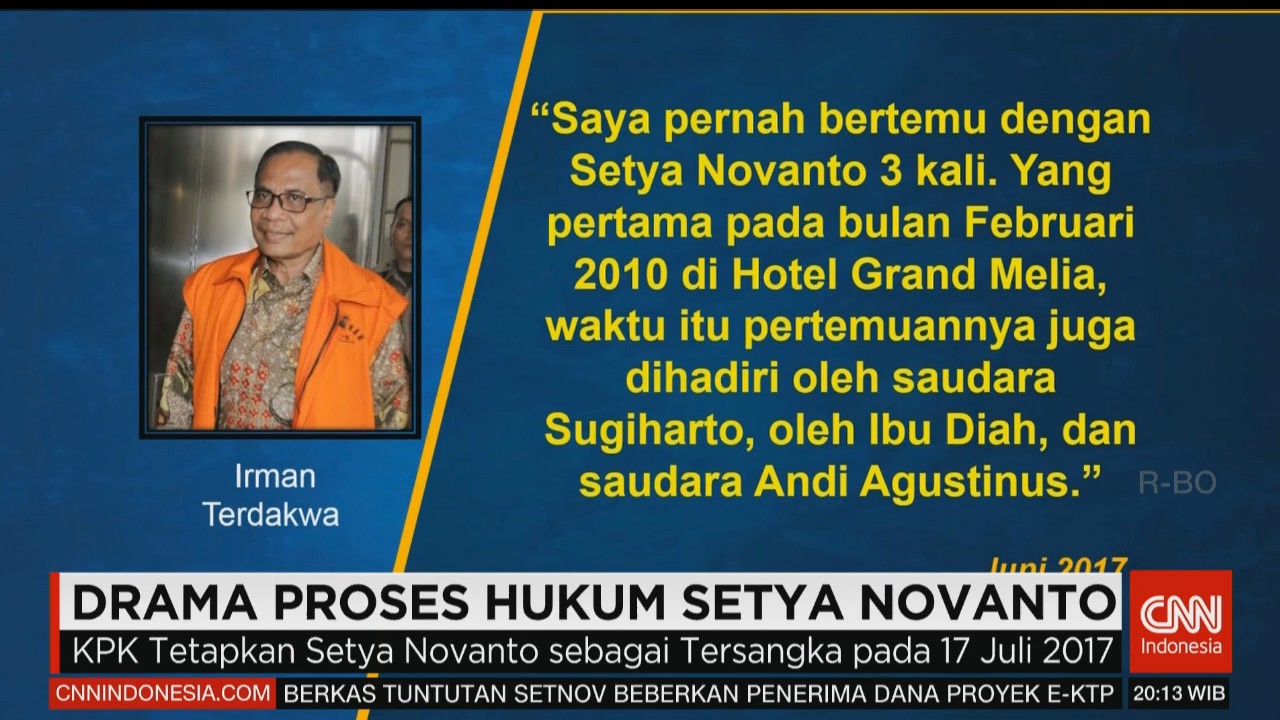 “Saya pernah bertemu dengan
Setya Novanto 3 kali. Yang
pertama pada bulan Februari
2010 di Hotel Grand Melia,
waktu itu pertemuannya juga
dihadiri oleh saudara
Sugiharto, oleh Ibu Diah, dan
saudara Andi Agustinus.”
R-BO
Irman
Terdakwa
Juni 2017
DRAMA PROSES HUKUM SETYA NOVANTO
KPK Tetapkan Setya Novanto sebagai Tersangka pada 17 Juli 2017
CNN
Indonesia
CNNINDONESIA.COM BERKAS TUNTUTAN SETNOV BEBERKAN PENERIMA DANA PROYEK E-KTP 20:13 WIB